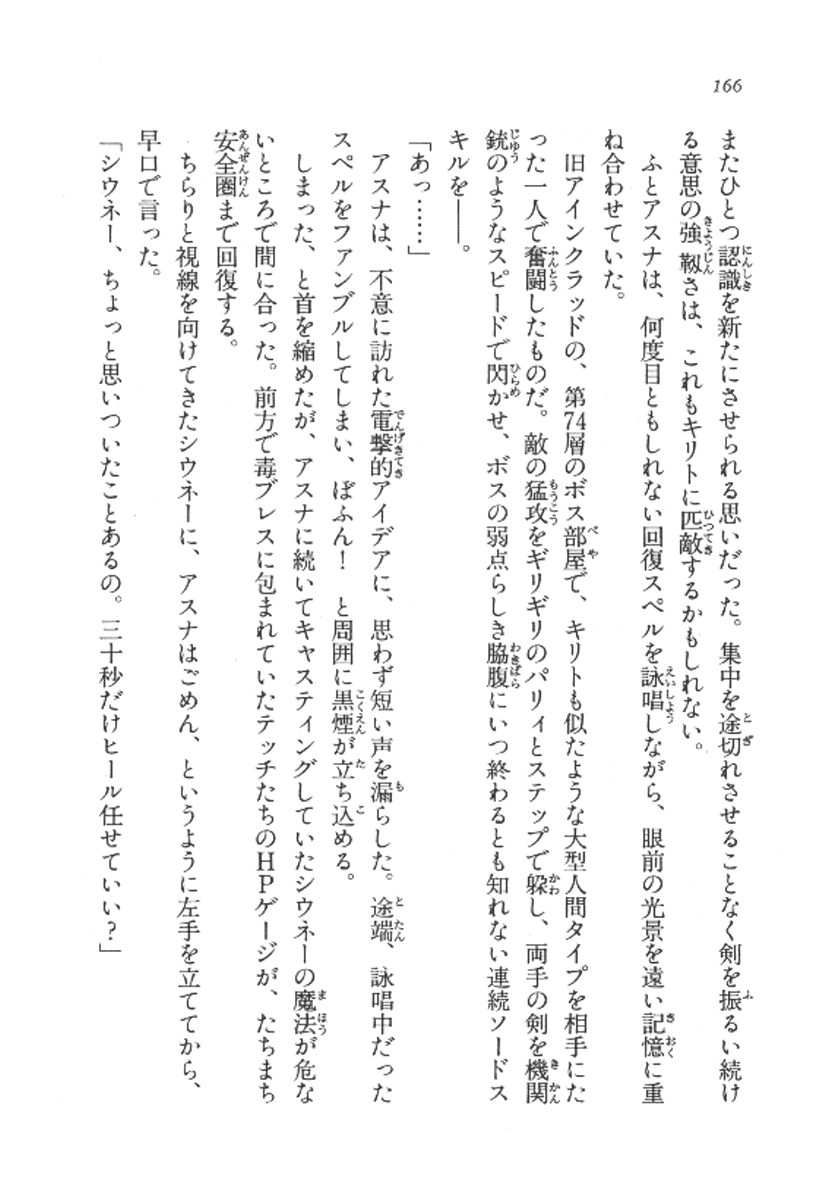 166
またひとつ認識を新たにさせられる思いだった。集中を途切れさせることなく剣を振るい続け
る意思の強靱さは、これもキリトに匹敵するかもしれない。
　ふとアスナは、何度目ともしれない回復スペルを詠唱しながら、眼前の光景を遠い記憶に重
ね合わせていた。
　旧アインクラッドの、第74層のボス部屋で、キリトも似たような大型人間タイプを相手にた
った一人で奮闘したものだ。敵の猛攻をギリギリのパリィとステップで躱し、両手の剣を機関
銃のようなスピードで閃かせ、ボスの弱点らしき脇腹にいつ終わるとも知れない連続ソードス
キルを――。
「あっ……」
　アスナは、不意に訪れた電撃的アイデアに、思わず短い声を漏らした。途端、詠唱中だった
スペルをファンブルしてしまい、ぼふん！　と周囲に黒煙が立ち込める。
　しまった、と首を縮めたが、アスナに続いてキャスティングしていたシウネーの魔法が危な
いところで間に合った。前方で毒ブレスに包まれていたテッチたちのＨＰゲージが、たちまち
安全圏まで回復する。
　ちらりと視線を向けてきたシウネーに、アスナはごめん、というように左手を立ててから、
早口で言った。
「シウネー、ちょっと思いついたことあるの。三十秒だけヒール任せていい？」